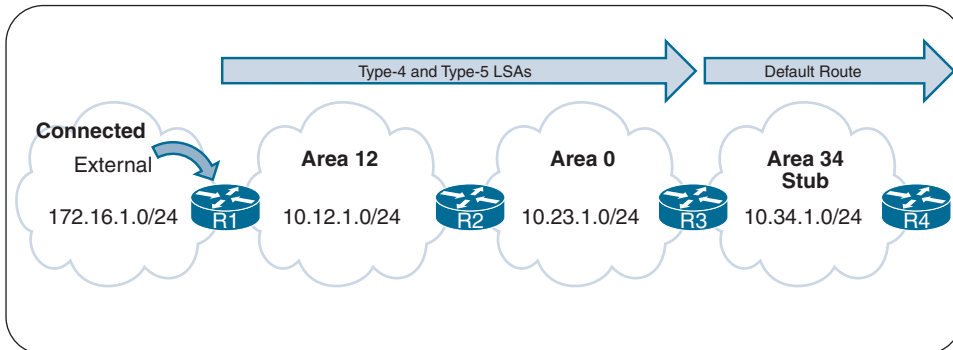 Type-4 and Type-5 LSAs
Default Route
Connected
External
172.16.1.0/24
R1
Area 12
10.12.1.0/24
R2
Area 0
10.23.1.0/24
R3
Area 34
Stub
10.34.1.0/24
R4